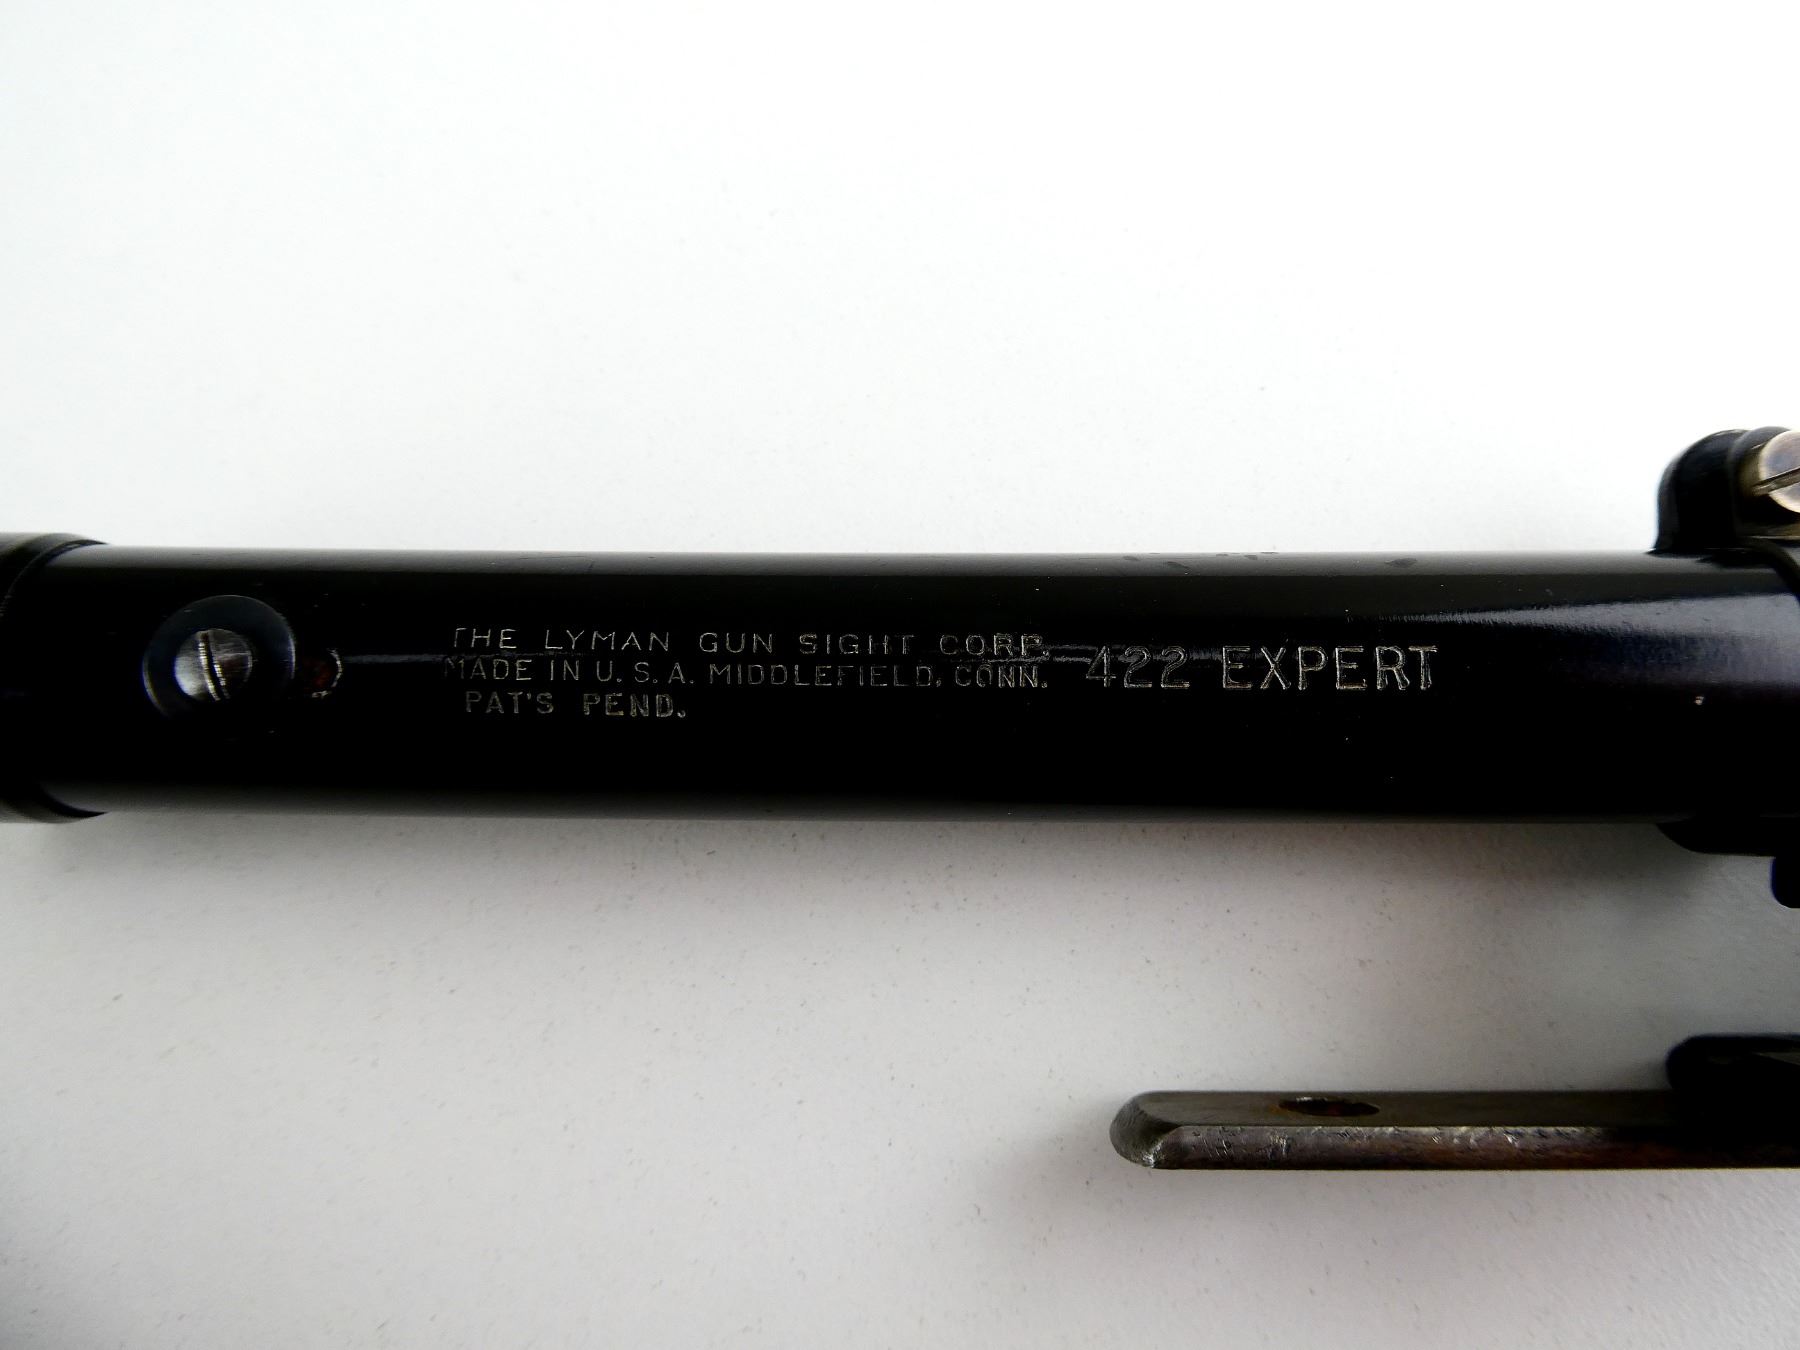 THE LYMAN GUN SIGHT CORP.
MADE IN U.S.A. MIDDLEFIELD, CONN.
PAT'S PEND.
422 EXPERT